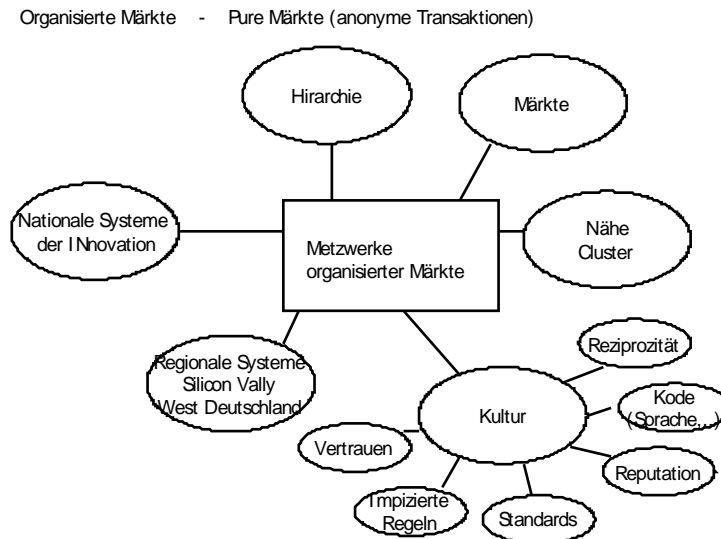 Organisierte Märkte - Pure Märkte (anonyme Transaktionen)
Hirarchie
Märkte
Nationale Systeme
der INnovation
Metzwerke
organisierter Märkte
Nähe
Cluster
Regionale Systeme
Silicon Vally
West Deutschland
Kultur
Reziprozität
Kode
(Sprache,..)
Reputation
Standards
Impizierte
Regeln
Vertrauen